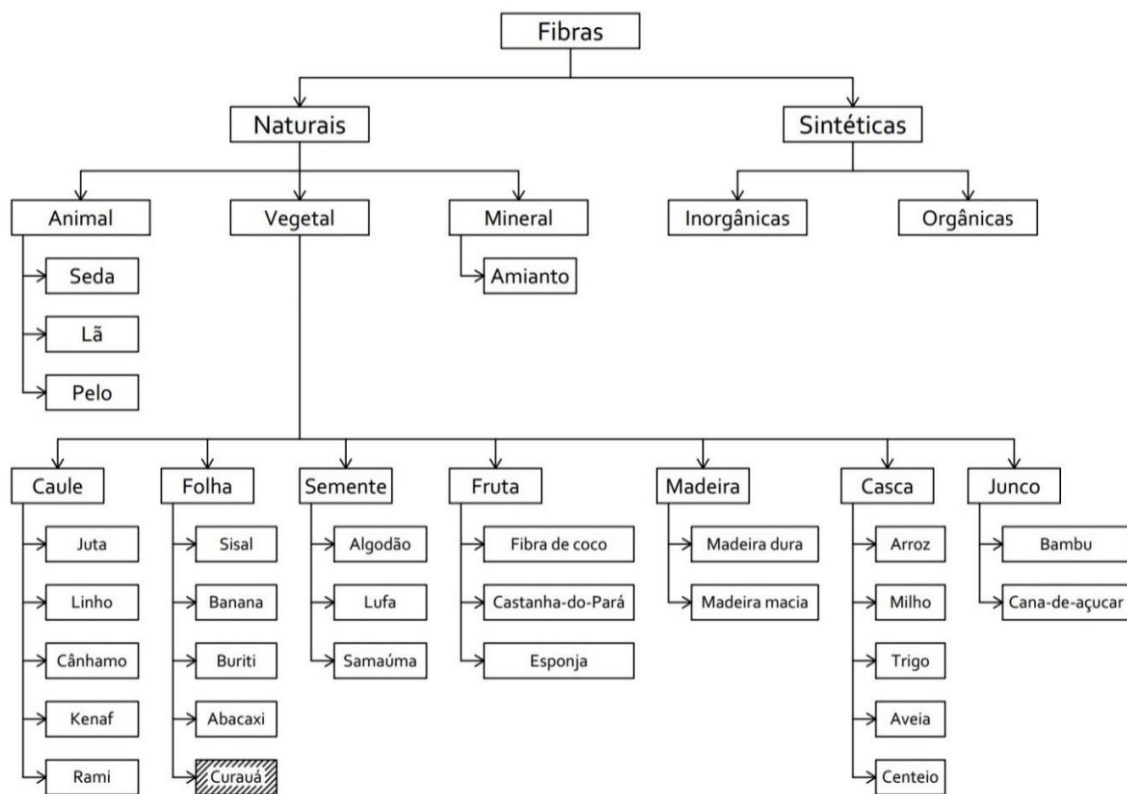 Fibras
Naturais
Sintéticas
Animal
Vegetal
Mineral
Inorgânicas
Orgânicas
Seda
Amianto
Lã
Pelo
Caule
Folha
Semente
Fruta
Madeira
Casca
Junco
Juta
Sisal
Algodão
Fibra de coco
Madeira dura
Arroz
Bambu
Linho
Banana
Lufa
Castanha-do-Pará
Madeira macia
Milho
Cana-de-açucar
Cânhamo
Buriti
Samaúma
Esponja
Trigo
Kenaf
Abacaxi
Aveia
Rami
Curauá
Centeio